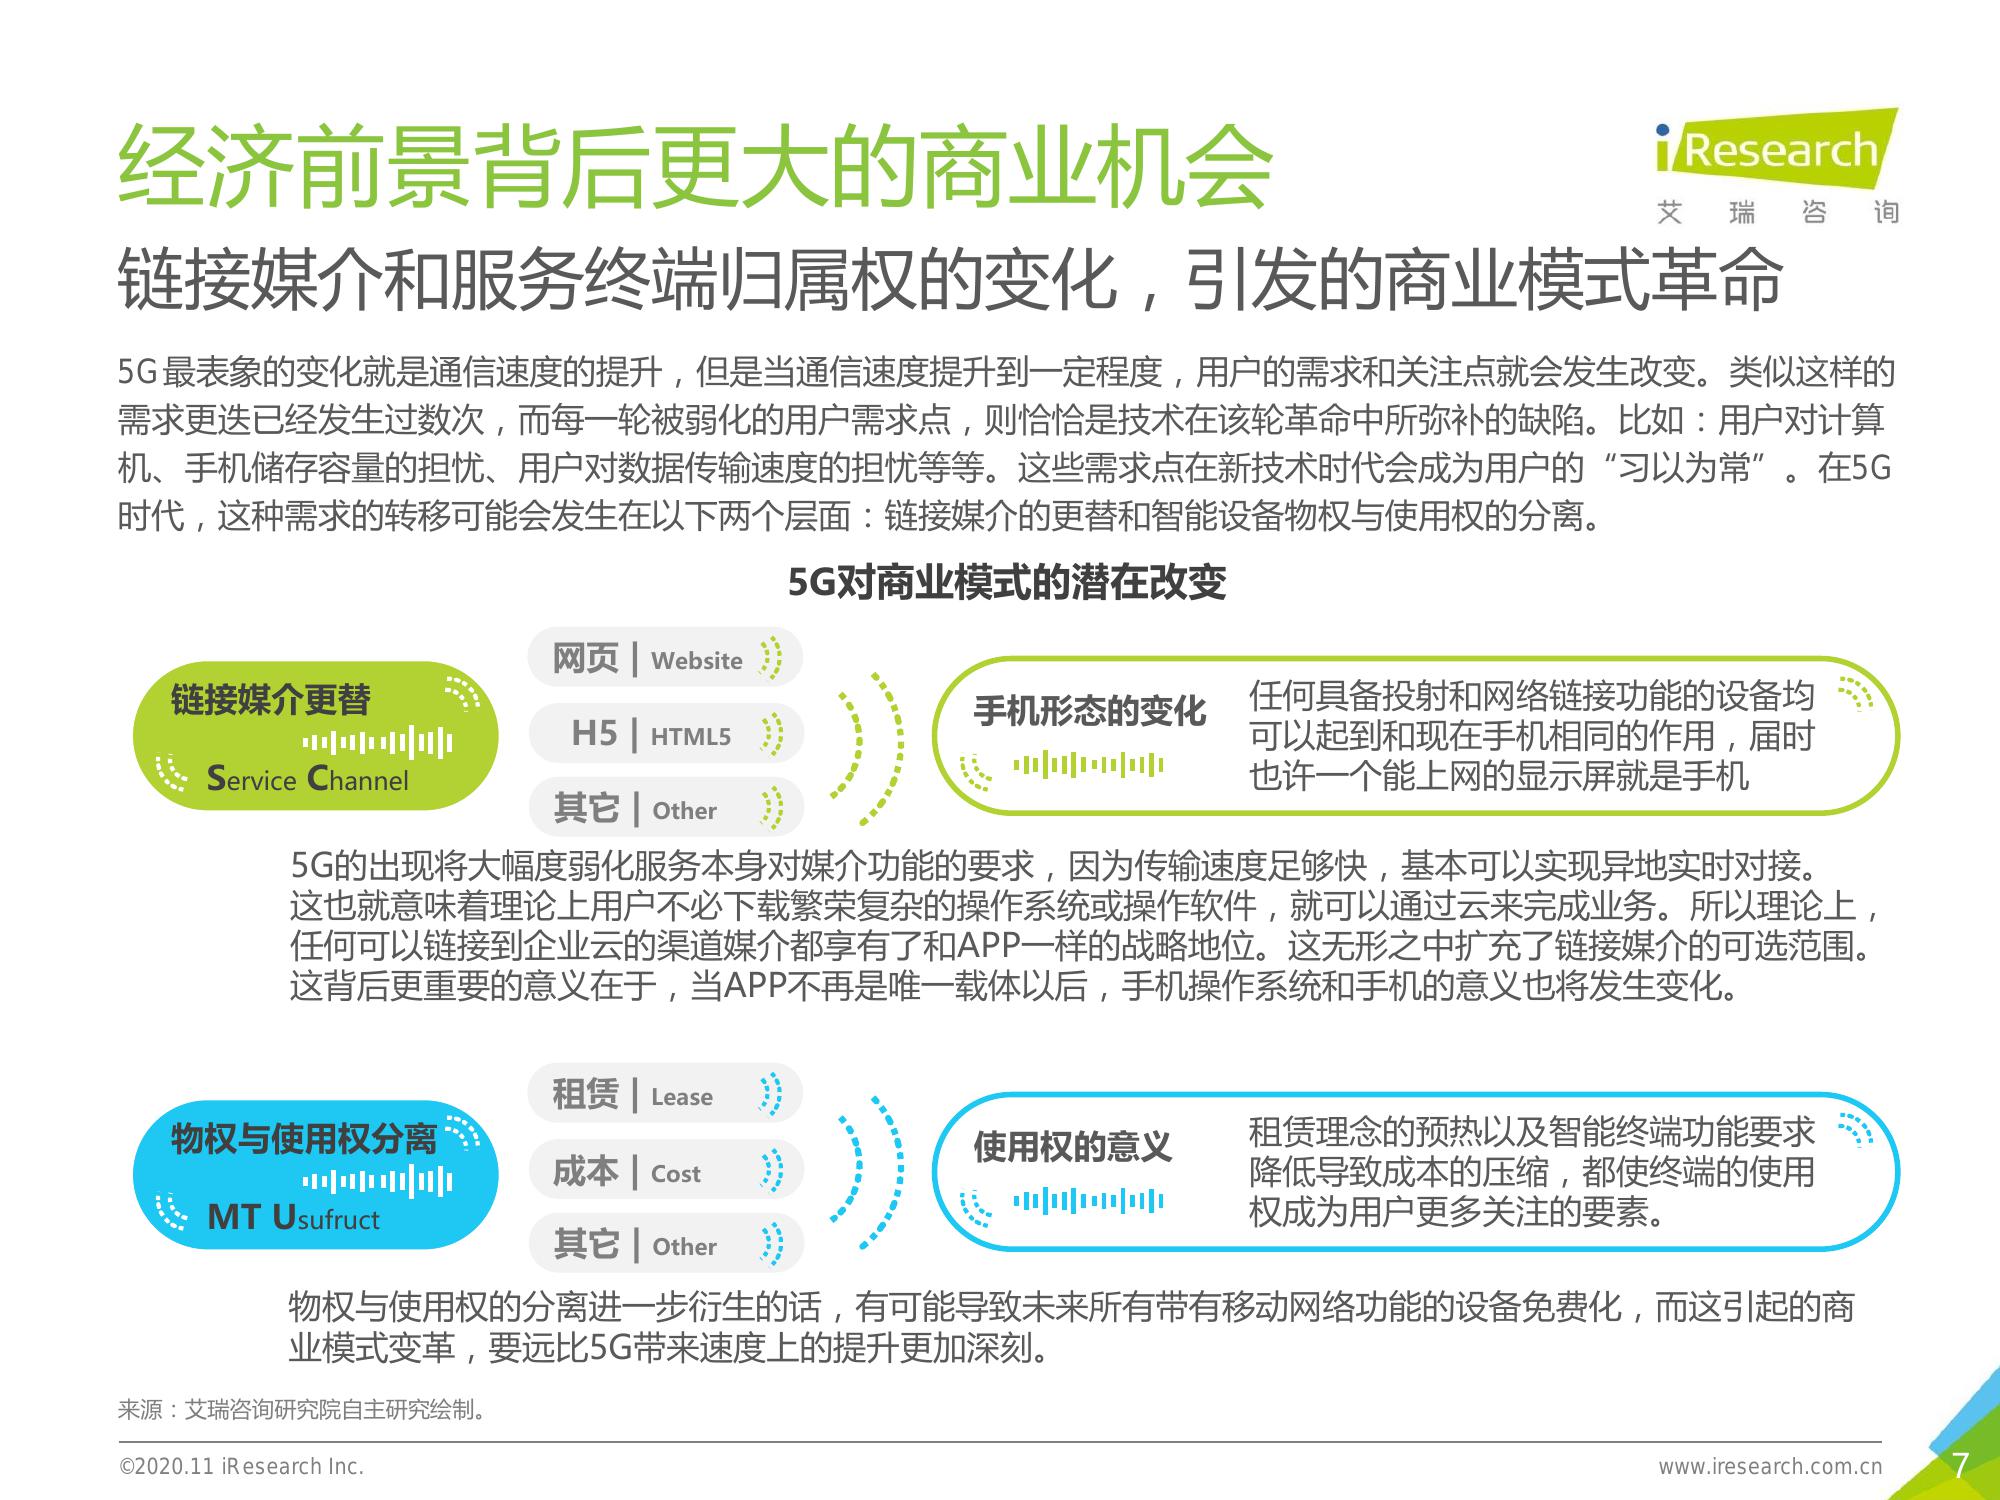 经济前景背后更大的商业机会
iResearch
艾瑞咨询
链接媒介和服务终端归属权的变化，引发的商业模式革命
5G最表象的变化就是通信速度的提升，但是当通信速度提升到一定程度，用户的需求和关注点就会发生改变。类似这样的
需求更迭已经发生过数次，而每一轮被弱化的用户需求点，则恰恰是技术在该轮革命中所弥补的缺陷。比如：用户对计算
机、手机储存容量的担忧、用户对数据传输速度的担忧等等。这些需求点在新技术时代会成为用户的“习以为常”。在5G
时代，这种需求的转移可能会发生在以下两个层面：链接媒介的更替和智能设备物权与使用权的分离。
5G对商业模式的潜在改变
链接媒介更替
Service Channel
网页 | Website
H5 | HTML5
其它 | Other
手机形态的变化
任何具备投射和网络链接功能的设备均
可以起到和现在手机相同的作用，届时
也许一个能上网的显示屏就是手机
5G的出现将大幅度弱化服务本身对媒介功能的要求，因为传输速度足够快，基本可以实现异地实时对接。
这也就意味着理论上用户不必下载繁荣复杂的操作系统或操作软件，就可以通过云来完成业务。所以理论上，
任何可以链接到企业云的渠道媒介都享有了和APP一样的战略地位。这无形之中扩充了链接媒介的可选范围。
这背后更重要的意义在于，当APP不再是唯一载体以后，手机操作系统和手机的意义也将发生变化。
物权与使用权分离
MT Usufruct
租赁 | Lease
成本 | Cost
其它 | Other
使用权的意义
租赁理念的预热以及智能终端功能要求
降低导致成本的压缩，都使终端的使用
权成为用户更多关注的要素。
物权与使用权的分离进一步衍生的话，有可能导致未来所有带有移动网络功能的设备免费化，而这引起的商
业模式变革，要远比5G带来速度上的提升更加深刻。
来源：艾瑞咨询研究院自主研究绘制。
©2020.11 iResearch Inc.
www.iresearch.com.cn
7